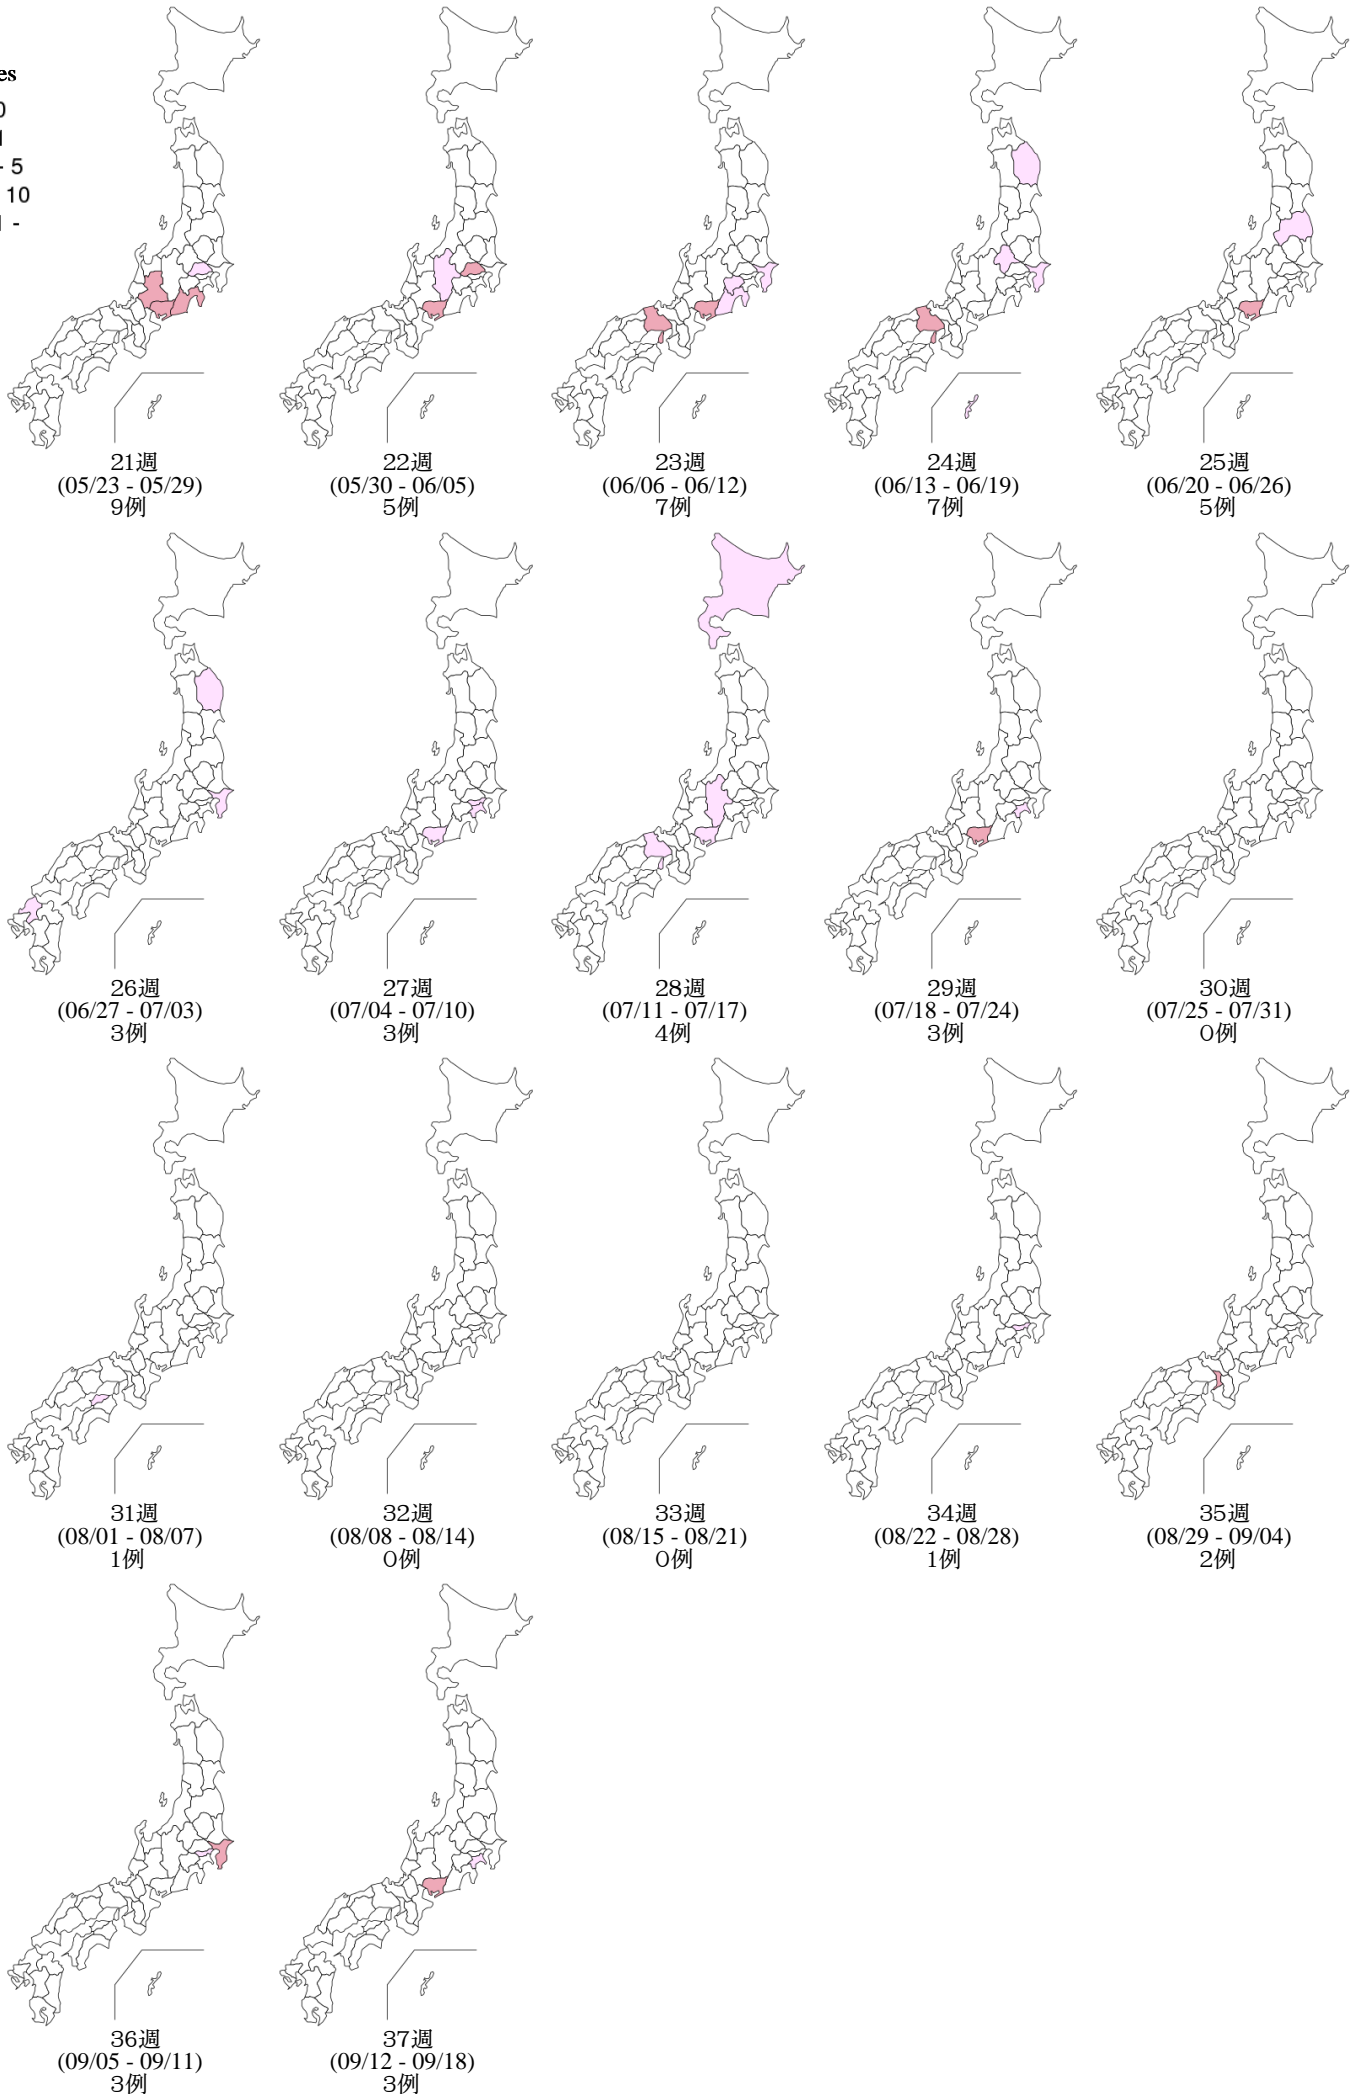 es
0
1
- 5
10
1 -
21週
(05/23 - 05/29)
9例
22週
(05/30 - 06/05)
5例
23週
(06/06 - 06/12)
7例
24週
(06/13 - 06/19)
7例
25週
(06/20 - 06/26)
5例
26週
(06/27 - 07/03)
3例
27週
(07/04 - 07/10)
3例
28週
(07/11 - 07/17)
4例
29週
(07/18 - 07/24)
3例
30週
(07/25 - 07/31)
0例
31週
(08/01 - 08/07)
1例
32週
(08/08 - 08/14)
0例
33週
(08/15 - 08/21)
0例
34週
(08/22 - 08/28)
1例
35週
(08/29 - 09/04)
2例
36週
(09/05 - 09/11)
3例
37週
(09/12 - 09/18)
3例